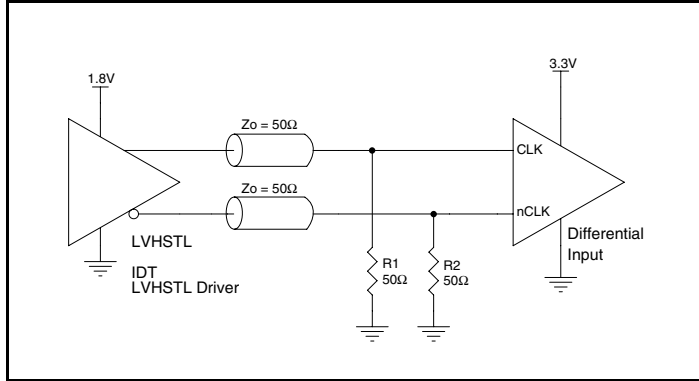 1.8V
3.3V
Zo = 50Ω
Zo = 50Ω
CLK
nCLK
LVHSTL
IDT
LVHSTL Driver
R1
50Ω
R2
50Ω
Differential
Input